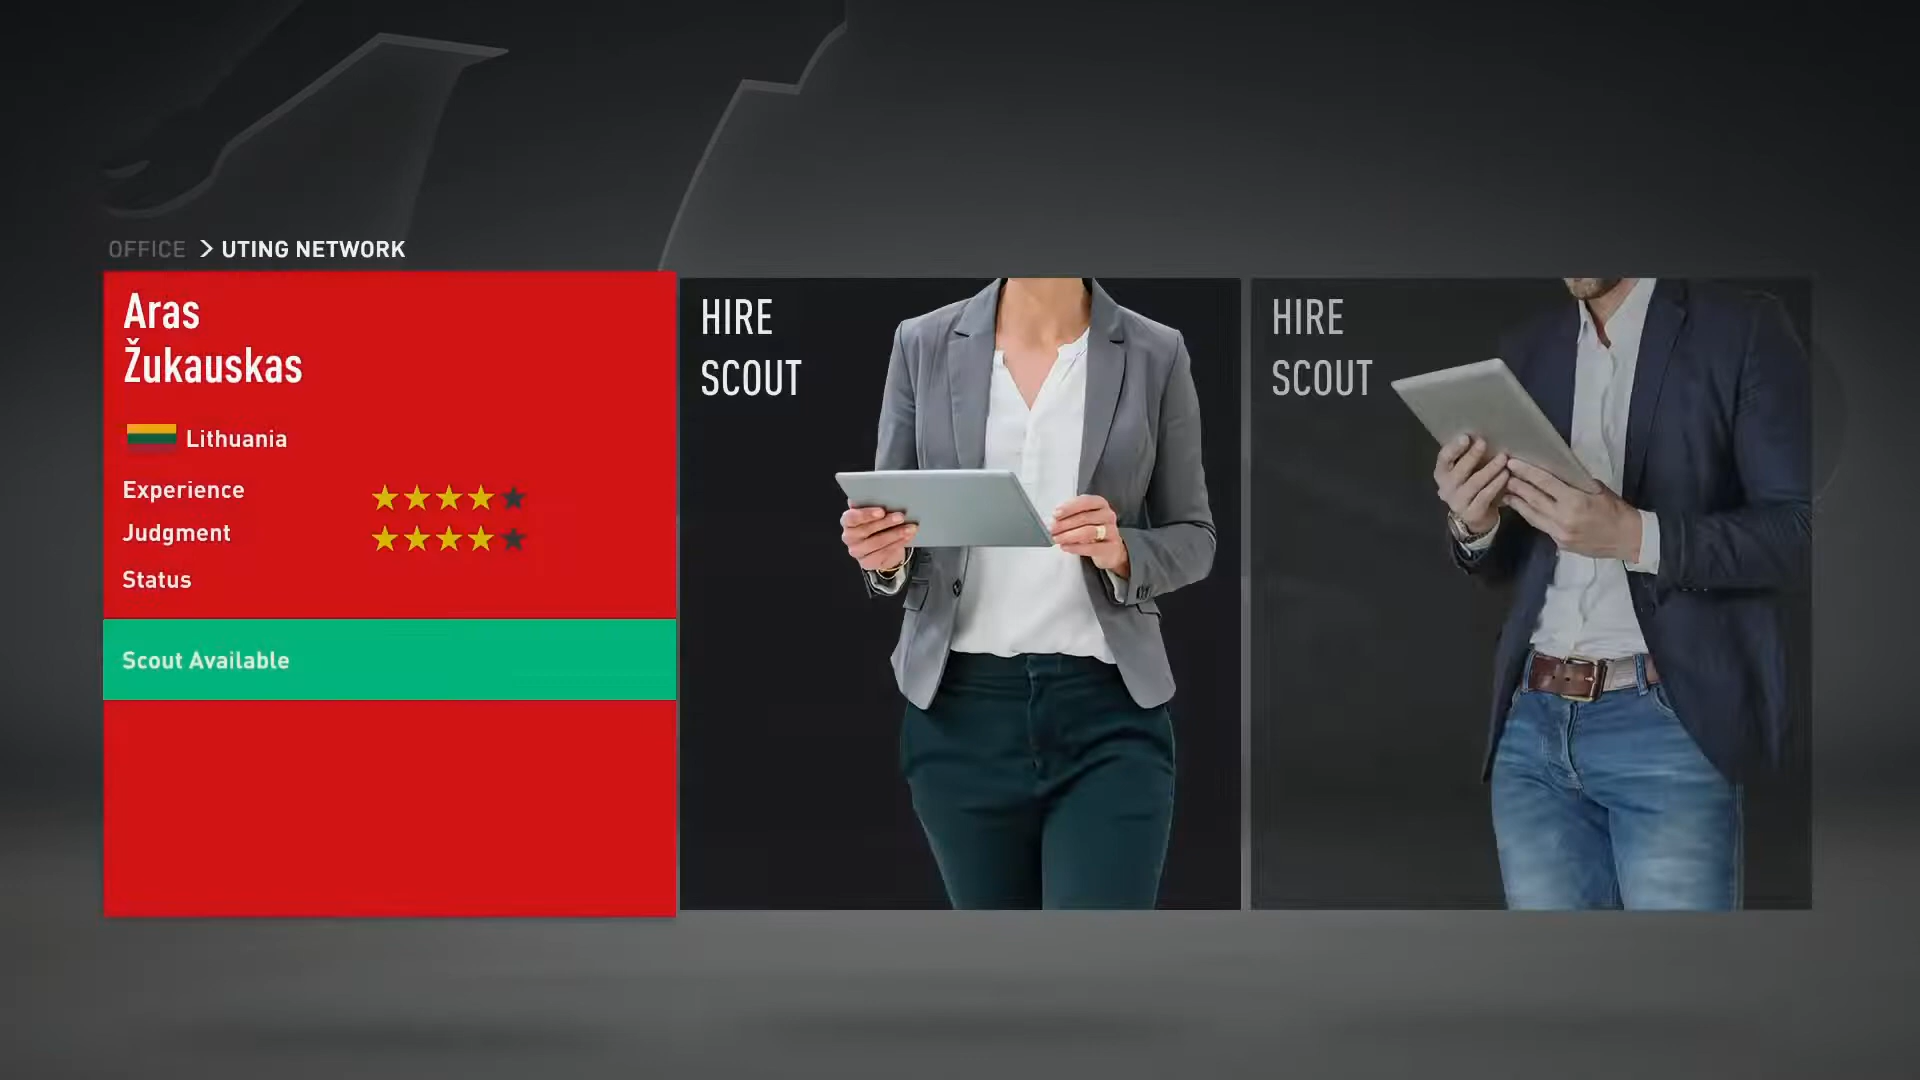 OFFICE > UTING NETWORK
Aras
Žukauskas
Lithuania
Experience
Judgment
Status
Scout Available
HIRE
SCOUT
HIRE
SCOUT